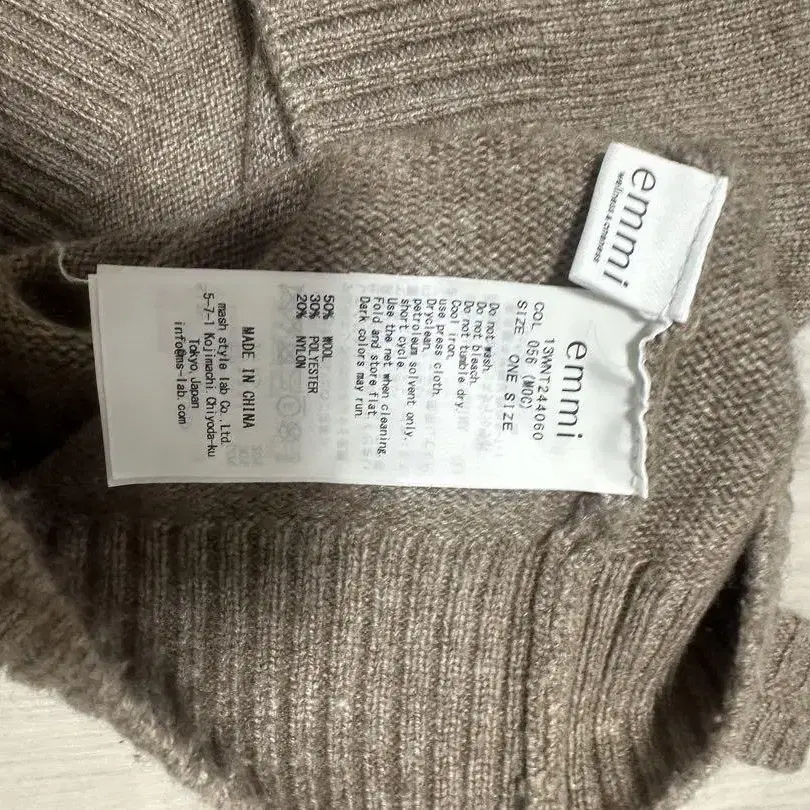 emmi
wellness & oneness
emmi
13WNT244060
COL 056 (MOC)
SIZE ONE SIZE
Do not wash.
Do not bleach.
Do not tumble dry.
Cool iron.
use press cloth.
Dryclean.
petroleum solvent only.
short cycle.
Use the net when cleaning.
Fold and store flat.
Dark colors may run.
50% WOOL
30% POLYESTER
20% NYLON
MADE IN CHINA
mash style lab Co.,Ltd.
5-7-1 Kojimachi Chiyoda-ku
Tokyo Japan
info@ms-lab.com